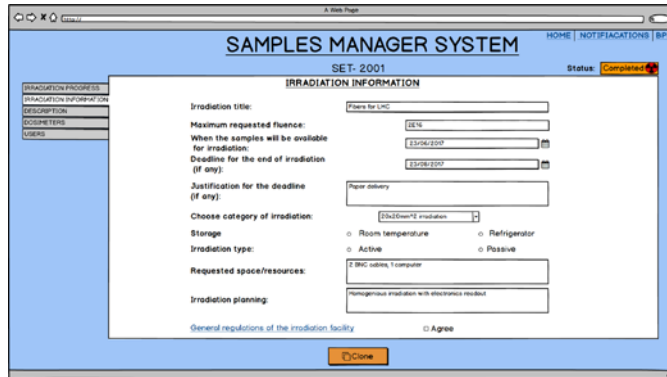 A Web Page
http://
HOME | NOTIFIACATIONS | BP
SAMPLES MANAGER SYSTEM
SET- 2001
Status: Completed
IRRADIATION PROGRESS
IRRADIATION INFORMATION
DESCRIPTION
DOSIMETERS
USERS
IRRADIATION INFORMATION
Irradiation title: Fibers for LHC
Maximum requested fluence: 2E16
When the samples will be available
for irradiation: 23/06/2017
Deadline for the end of irradiation
(if any): 23/06/2017
Justification for the deadline
(if any): Paper delivery
Choose category of irradiation: 20x20mm^2 irradiation
Storage Room temperature Refrigerator
Irradiation type: Active Passive
Requested space/resources: 2 BNC cables, 1 computer
Irradiation planning: Homogenious irradiation with electronics readout
General regulations of the irradiation facility Agree
Clone